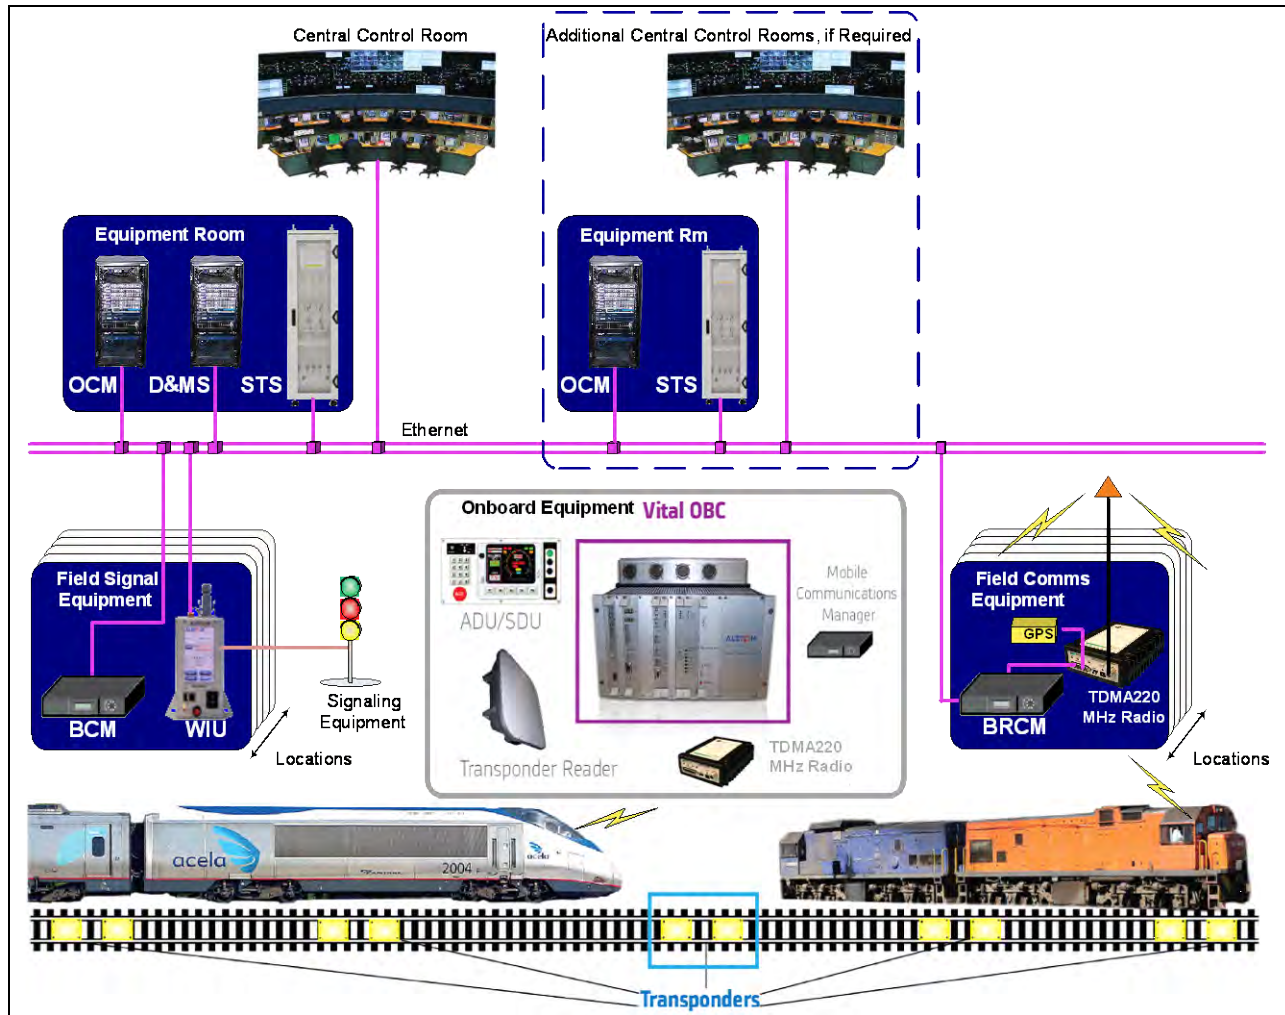 Central Control Room
Additional Central Control Rooms, if Required
Equipment Room
OCM
D&MS
STS
Equipment Rm
OCM
STS
Ethernet
Onboard Equipment
Vital OBC
ADU/SDU
ALSTOM
Mobile
Communications
Manager
Transponder Reader
TDMA220
MHz Radio
Field Signal
Equipment
BCM
WIU
Signaling
Equipment
Locations
Field Comms
Equipment
GPS
TDMA220
MHz Radio
BRCM
Locations
acela
acela
2004
Transponders